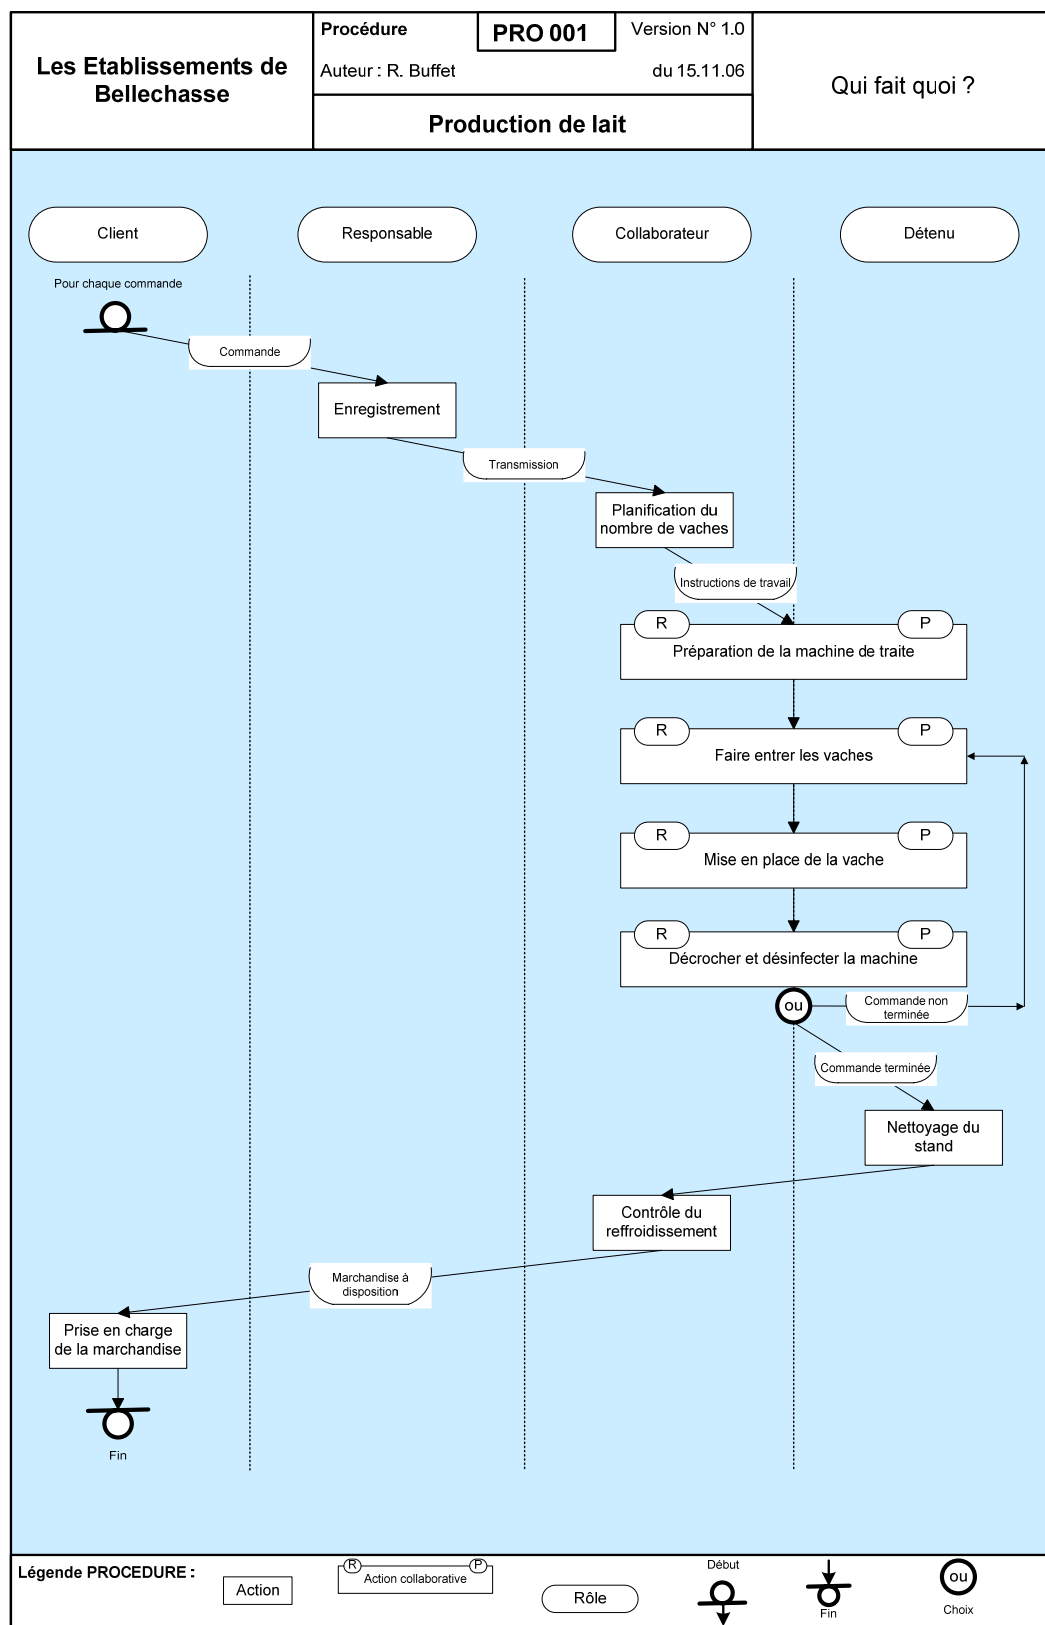 Les Etablissements de
Bellechasse
Procédure
PRO 001
Version N° 1.0
Auteur : R. Buffet
du 15.11.06
Production de lait
Qui fait quoi ?
Client
Responsable
Collaborateur
Détenu
Pour chaque commande
Commande
Enregistrement
Transmission
Planification du
nombre de vaches
Instructions de travail
R
P
Préparation de la machine de traite
R
P
Faire entrer les vaches
R
P
Mise en place de la vache
R
P
Décrocher et désinfecter la machine
ou
Commande non
terminée
Commande terminée
Nettoyage du
stand
Contrôle du
reffroidissement
Marchandise à
disposition
Prise en charge
de la marchandise
Fin
Légende PROCEDURE :
Action
R
P
Action collaborative
Rôle
Début
Fin
ou
Choix